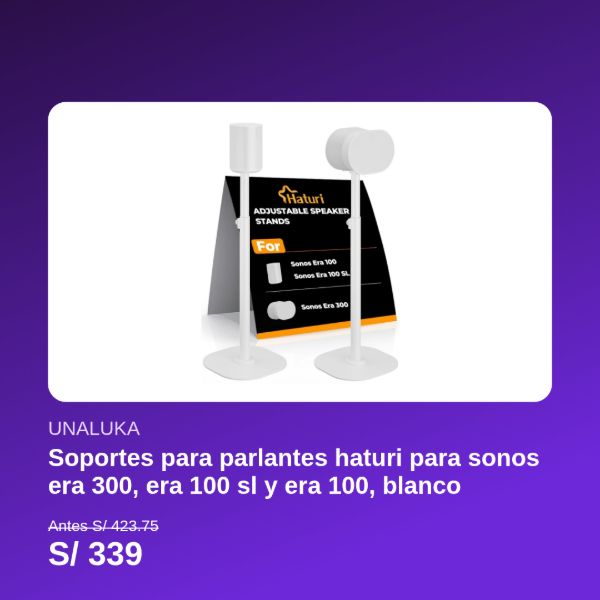 Haturi
ADJUSTABLE SPEAKER
STANDS
For
Sonos Era 100
Sonos Era 100 SL
Sonos Era 300
UNALUKA
Soportes para parlantes haturi para sonos
era 300, era 100 sl y era 100, blanco
Antes S/ 423.75
S/ 339